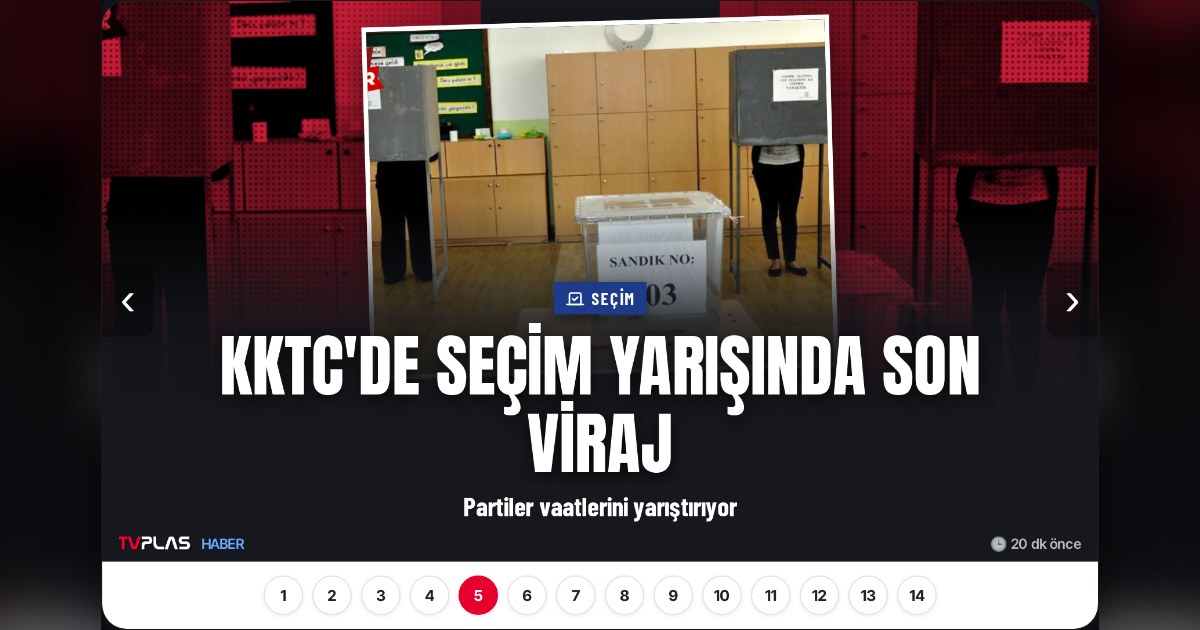 SANDIK NO:
03
SEÇİM
KKTC'DE SEÇİM YARIŞINDA SON
VİRAJ
Partiler vaatlerini yarıştırıyor
TVPLAS HABER
20 dk önce
1 2 3 4 5 6 7 8 9 10 11 12 13 14